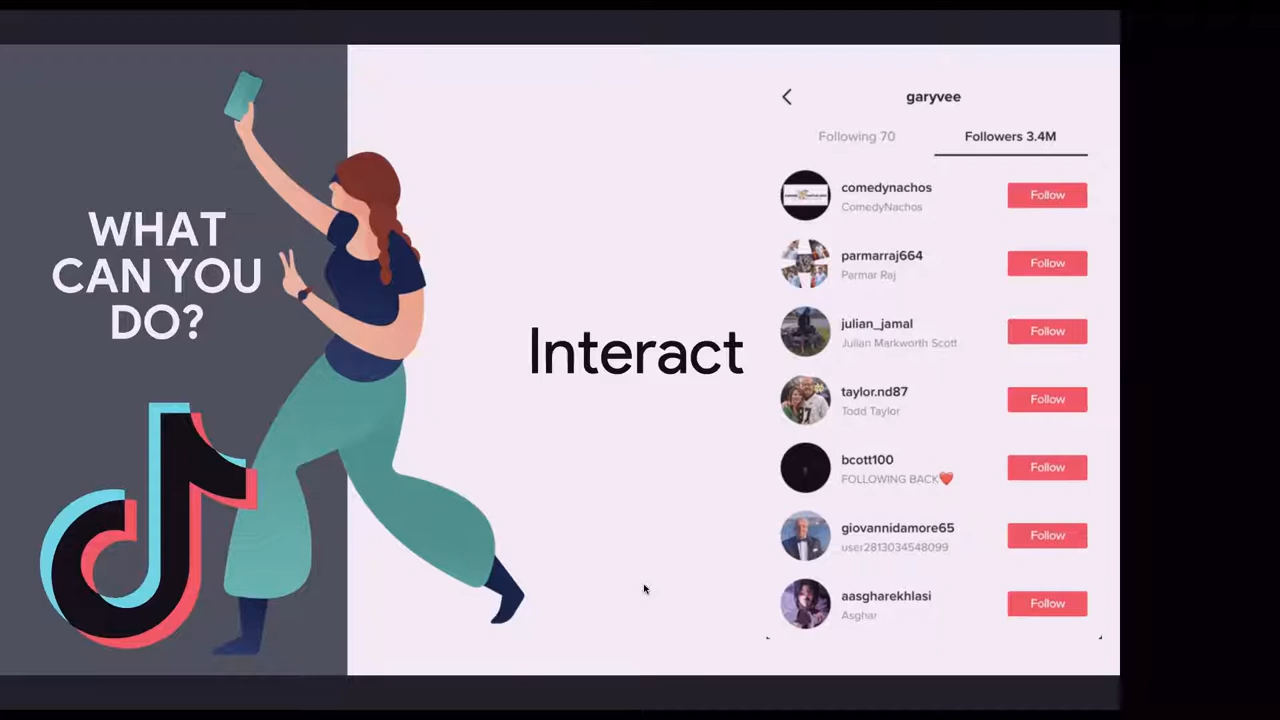 WHAT
CAN YOU
DO?
Interact
garyvee
Following 70
Followers 3.4M
comedynachos
ComedyNachos
Follow
parmarraj664
Parmar Raj
Follow
julian_jamal
Julian Markworth Scott
Follow
taylor.nd87
Todd Taylor
Follow
bcott100
FOLLOWING BACK❤️
Follow
giovannidamore65
user2813034548099
Follow
aasgharekhlasi
Asghar
Follow